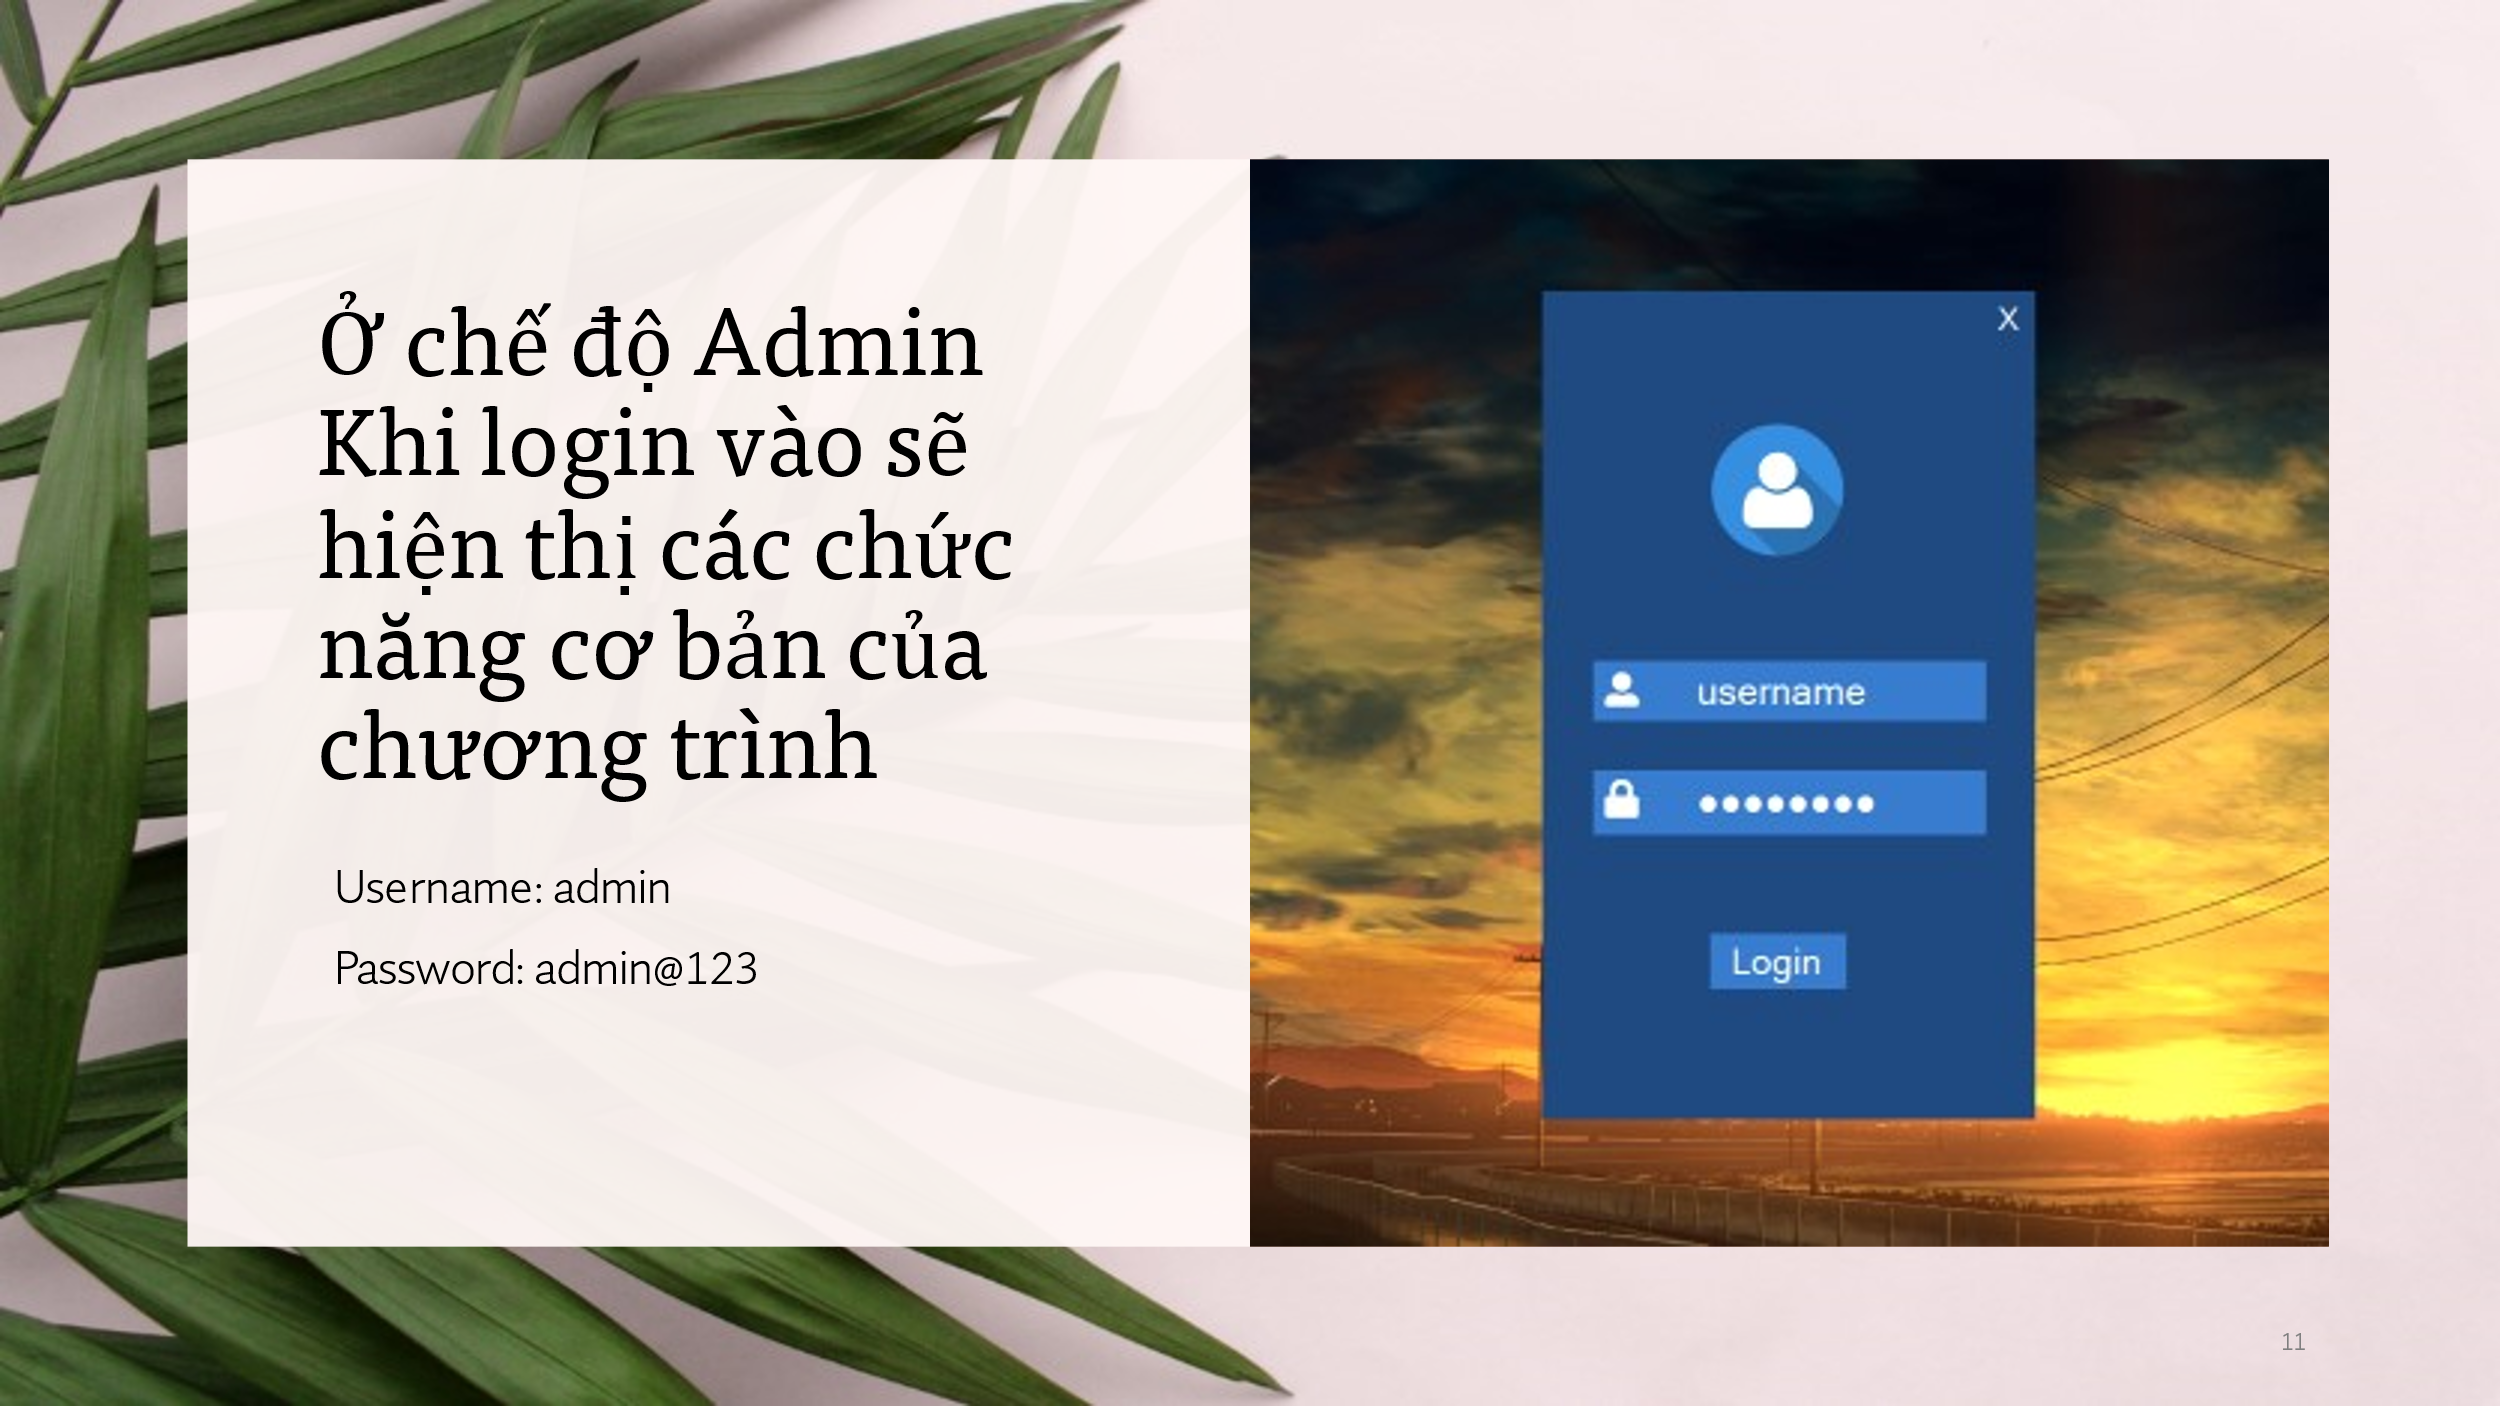 Ở chế độ Admin
Khi login vào sẽ
hiện thị các chức
năng cơ bản của
chương trình
Username: admin
Password: admin@123
X
username
Login
11